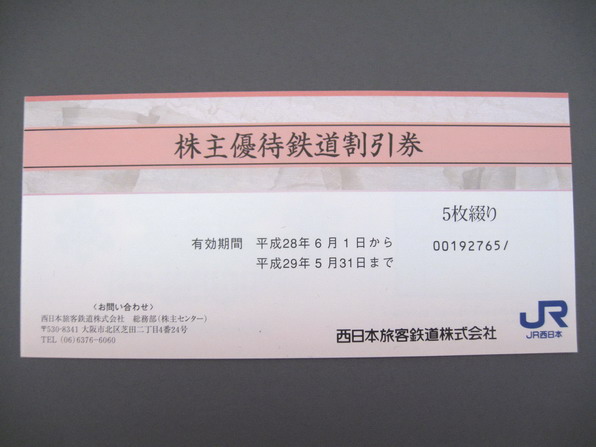 株主優待鉄道割引券
5枚綴り
有効期間 平成28年6月1日から
00192765/
平成29年5月31日まで
〈お問い合わせ〉
西日本旅客鉄道株式会社 総務部(株主センター)
〒530-8341 大阪市北区芝田二丁目4番24号
TEL (06)6376-6060
西日本旅客鉄道株式会社
JR
JR西日本